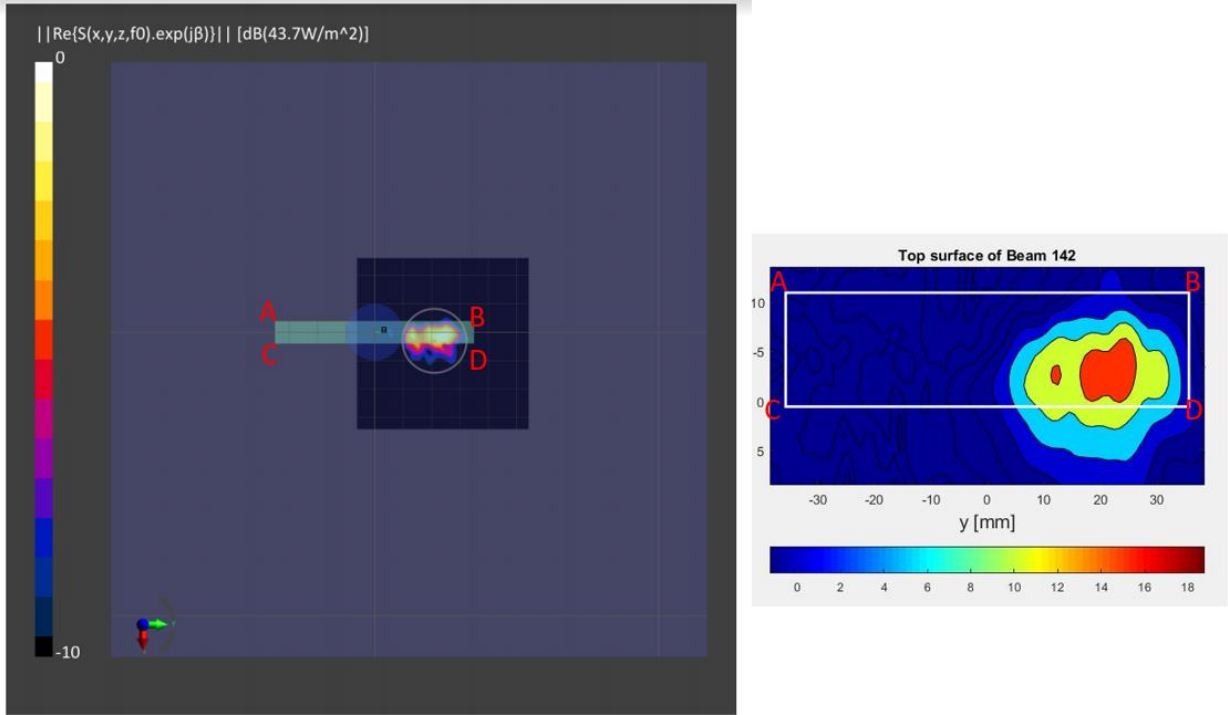 ||Re{S(x,y,z,f0).exp(jβ)}|| [dB(43.7W/m^2)]
0
-10
A
B
C
D
Top surface of Beam 142
A
B
10
-5
0
C
D
5
-30 -20 -10 0 10 20 30
y [mm]
0 2 4 6 8 10 12 14 16 18